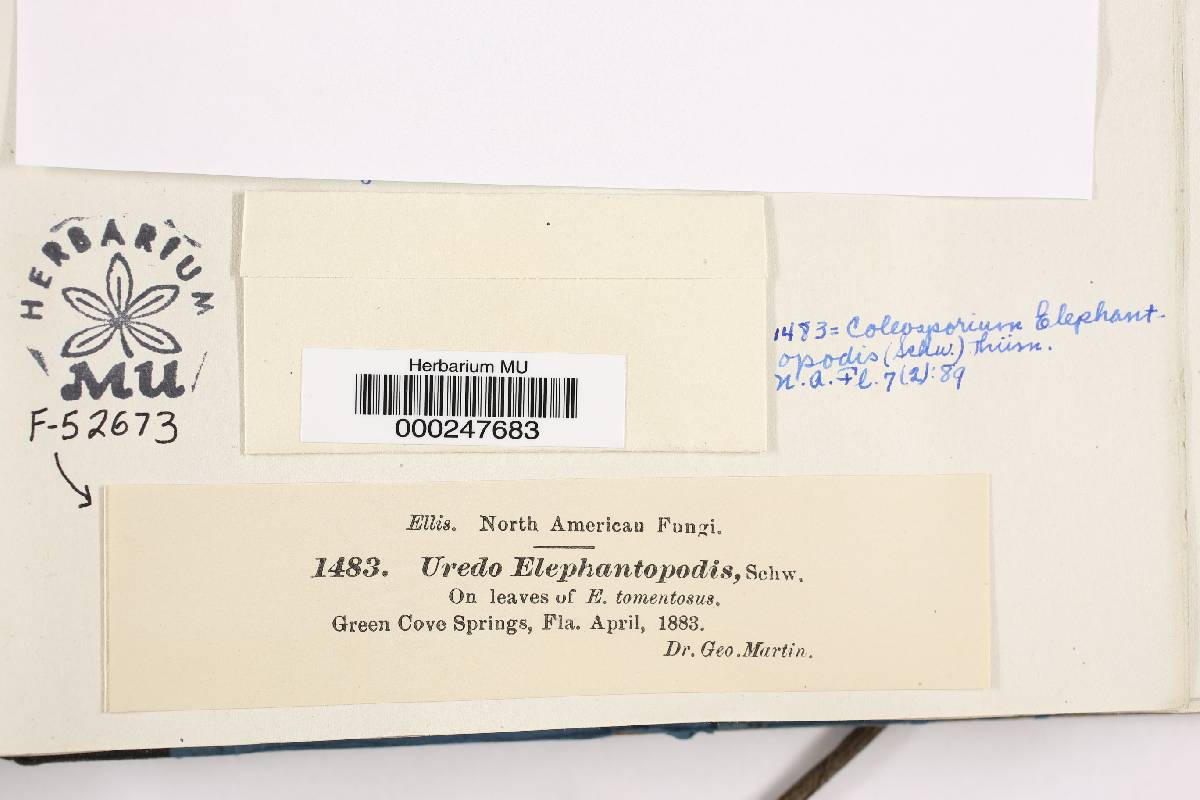 HERBARIUM
MU
F-52673
Herbarium MU
000247683
1483 = Coleosporium Elephant-
opodis (Schw.) Thüm.
N. A. Fl. 7(2):89
Ellis. North American Fungi.
1483. Uredo Elephantopodis, Schw.
On leaves of E. tomentosus.
Green Cove Springs, Fla. April, 1883.
Dr. Geo. Martin.